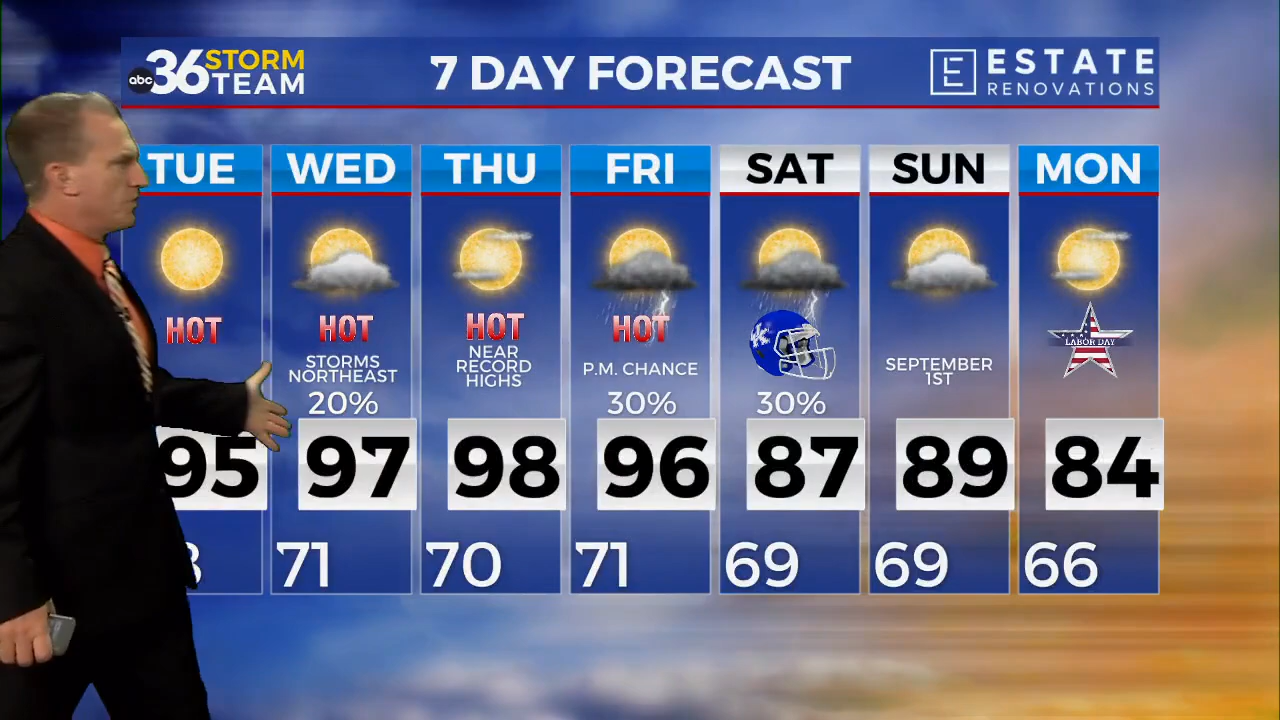 abc 36 STORM TEAM
7 DAY FORECAST
ESTATE
RENOVATIONS
TUE
HOT
95
WED
HOT
STORMS
NORTHEAST
20%
97
71
THU
HOT
NEAR
RECORD
HIGHS
98
70
FRI
HOT
P.M. CHANCE
30%
96
71
SAT
30%
87
69
SUN
SEPTEMBER
1ST
89
69
MON
LABOR DAY
84
66